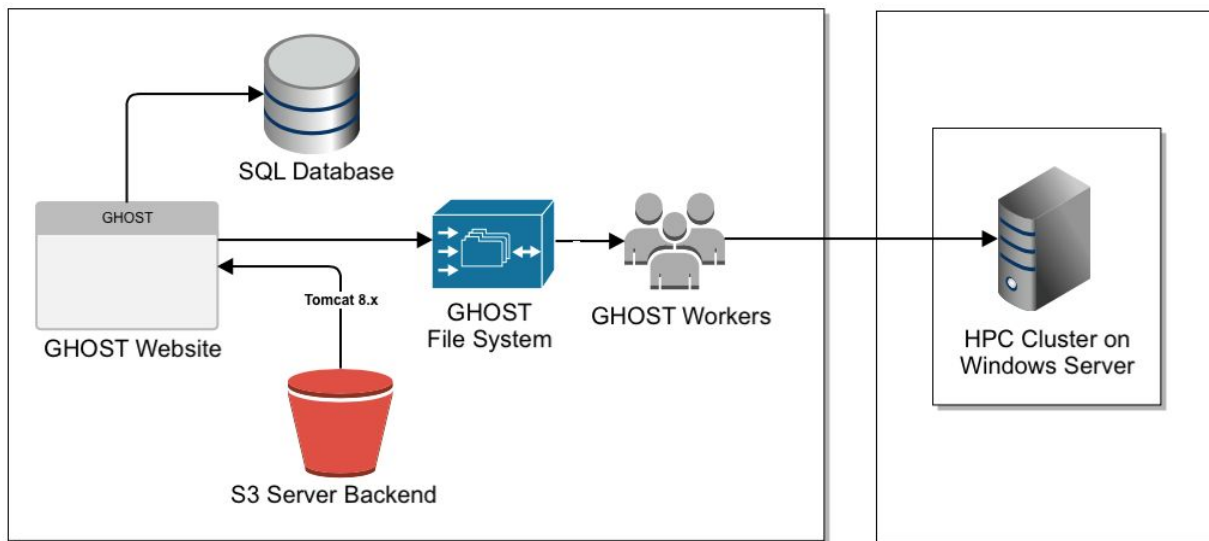 SQL Database
GHOST
GHOST Website
Tomcat 8.x
S3 Server Backend
GHOST
File System
GHOST Workers
HPC Cluster on
Windows Server